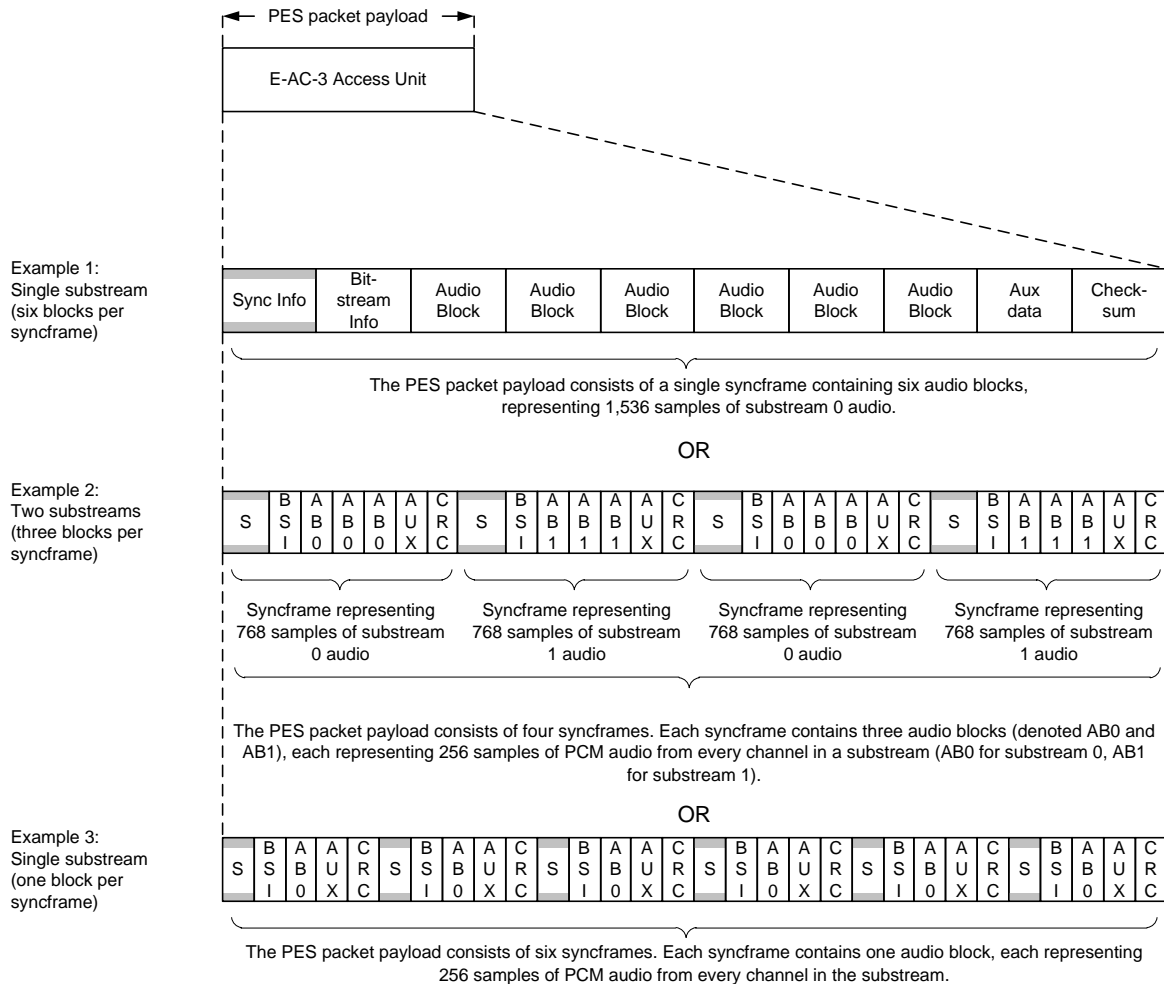 PES packet payload
E-AC-3 Access Unit
Example 1:
Single substream
(six blocks per
syncframe)
Sync Info
Bit-
stream
Info
Audio
Block
Audio
Block
Audio
Block
Audio
Block
Audio
Block
Audio
Block
Aux
data
Check-
sum
The PES packet payload consists of a single syncframe containing six audio blocks,
representing 1,536 samples of substream 0 audio.
OR
Example 2:
Two substreams
(three blocks per
syncframe)
S
BSI
AB0
AB0
AB0
AUX
CRC
S
BSI
AB1
AB1
AB1
AUX
CRC
S
BSI
AB0
AB0
AB0
AUX
CRC
S
BSI
AB1
AB1
AB1
AUX
CRC
Syncframe representing
768 samples of substream
0 audio
Syncframe representing
768 samples of substream
1 audio
Syncframe representing
768 samples of substream
0 audio
Syncframe representing
768 samples of substream
1 audio
The PES packet payload consists of four syncframes. Each syncframe contains three audio blocks (denoted AB0 and
AB1), each representing 256 samples of PCM audio from every channel in a substream (AB0 for substream 0, AB1
for substream 1).
OR
Example 3:
Single substream
(one block per
syncframe)
S
BSI
AB0
AUX
CRC
S
BSI
AB0
AUX
CRC
S
BSI
AB0
AUX
CRC
S
BSI
AB0
AUX
CRC
S
BSI
AB0
AUX
CRC
S
BSI
AB0
AUX
CRC
The PES packet payload consists of six syncframes. Each syncframe contains one audio block, each representing
256 samples of PCM audio from every channel in the substream.